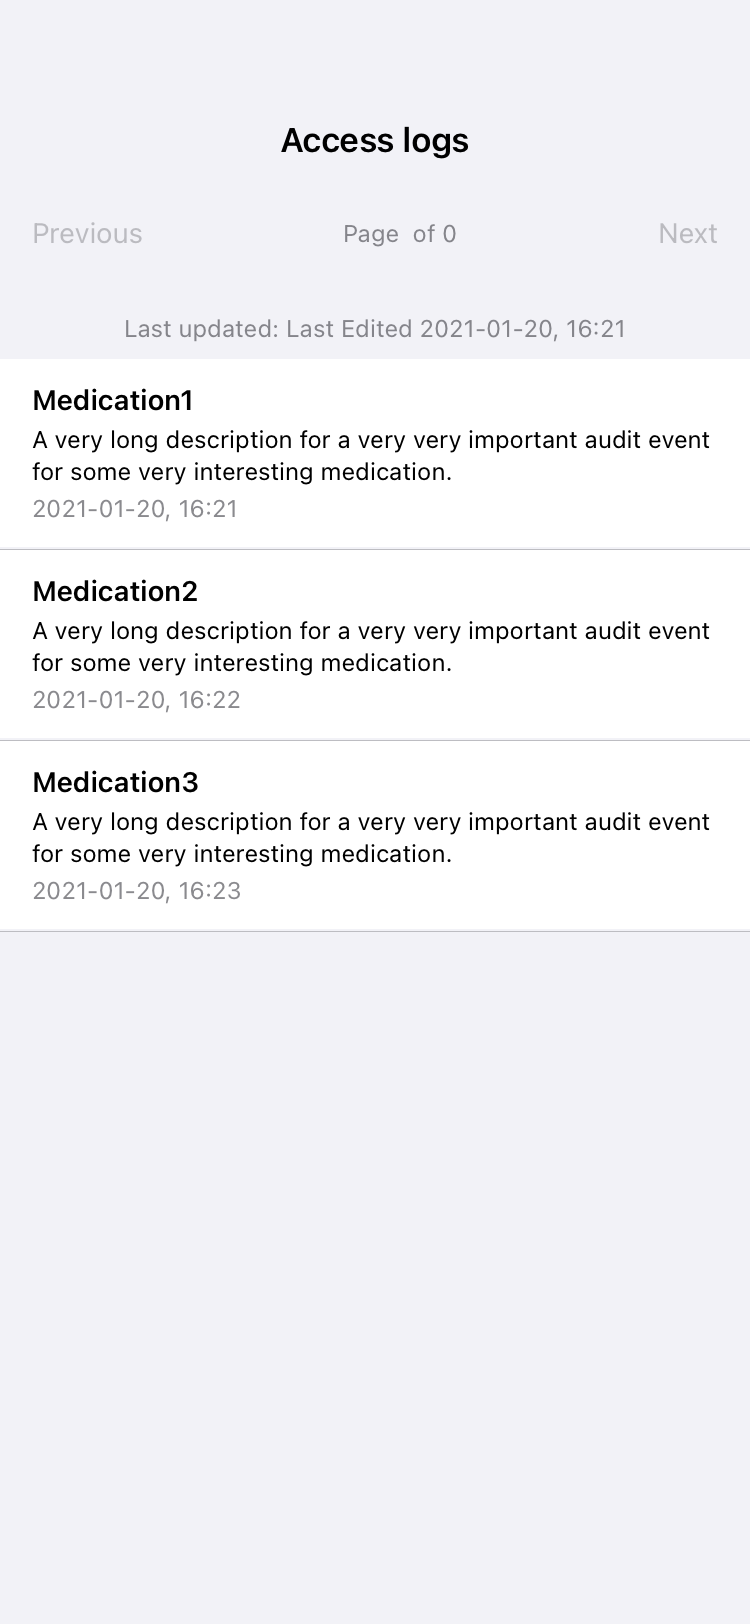 Access logs
Previous
Page  of 0
Next
Last updated: Last Edited 2021-01-20, 16:21
Medication1
A very long description for a very very important audit event
for some very interesting medication.
2021-01-20, 16:21
Medication2
A very long description for a very very important audit event
for some very interesting medication.
2021-01-20, 16:22
Medication3
A very long description for a very very important audit event
for some very interesting medication.
2021-01-20, 16:23